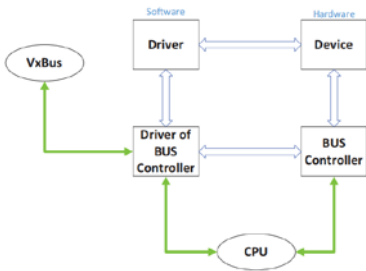 Software
Hardware
Driver
Device
VxBus
Driver of
BUS
Controller
BUS
Controller
CPU